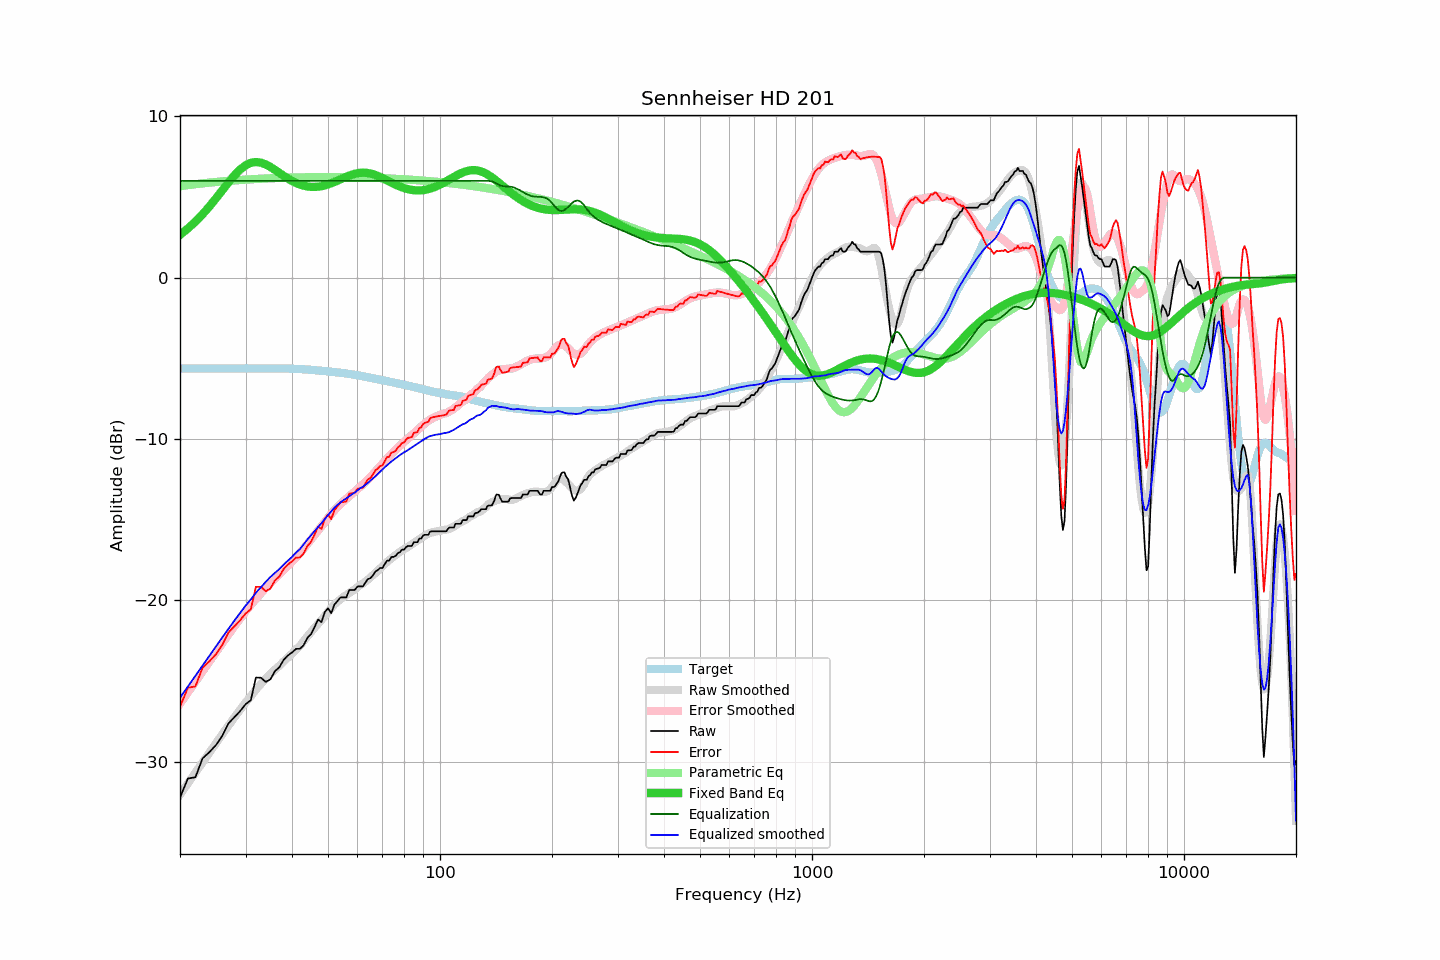 Sennheiser HD 201
10
0
−10
−20
−30
Amplitude (dBr)
Target
Raw Smoothed
Error Smoothed
Raw
Error
Parametric Eq
Fixed Band Eq
Equalization
Equalized smoothed
100
1000
10000
Frequency (Hz)